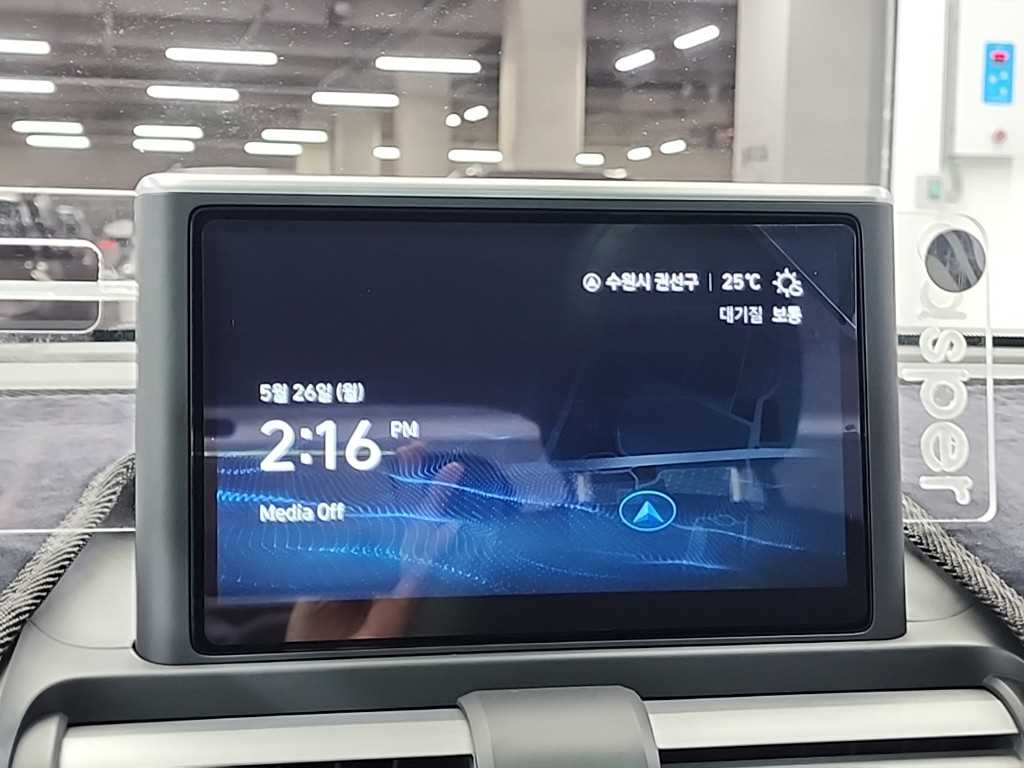 수원시 권선구 | 25℃
대기질 보통
5월 26일 (월)
2:16 PM
Media Off
asper